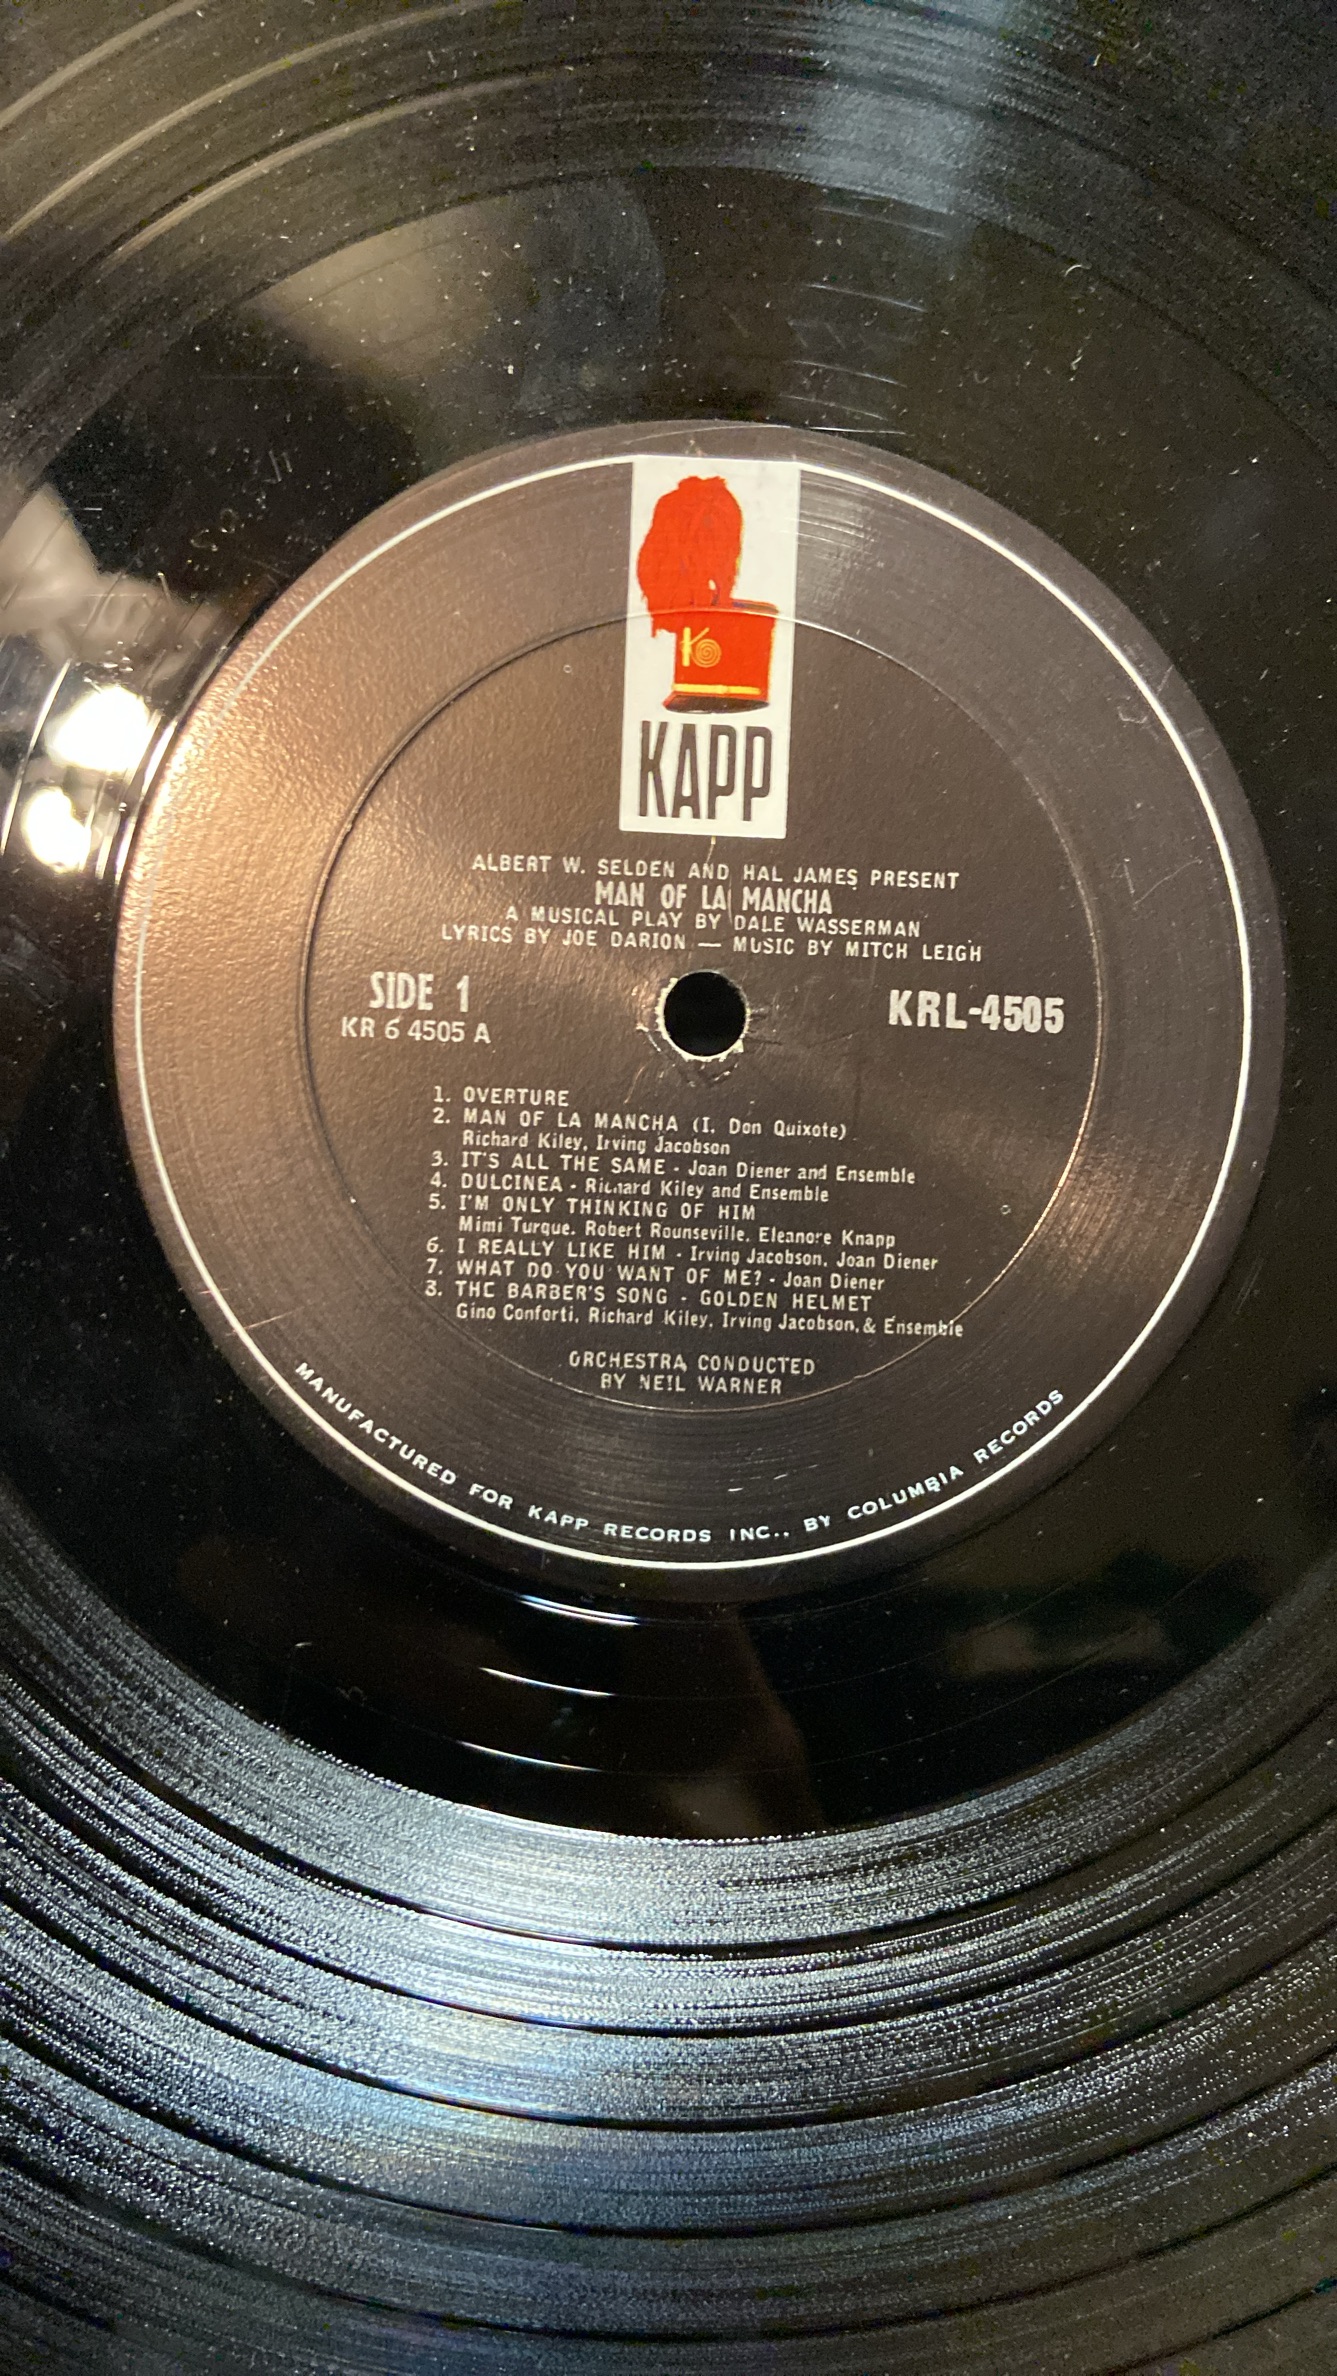 K
KAPP
ALBERT W. SELDEN AND HAL JAMES PRESENT
MAN OF LA MANCHA
A MUSICAL PLAY BY DALE WASSERMAN
LYRICS BY JOE DARION — MUSIC BY MITCH LEIGH
SIDE 1
KR 6 4505 A
KRL-4505
1. OVERTURE
2. MAN OF LA MANCHA (I, Don Quixote)
Richard Kiley, Irving Jacobson
3. IT'S ALL THE SAME - Joan Diener and Ensemble
4. DULCINEA - Richard Kiley and Ensemble
5. I'M ONLY THINKING OF HIM
Mimi Turque, Robert Rounseville, Eleanore Knapp
6. I REALLY LIKE HIM - Irving Jacobson, Joan Diener
7. WHAT DO YOU WANT OF ME? - Joan Diener
8. THE BARBER'S SONG - GOLDEN HELMET
Gino Conforti, Richard Kiley, Irving Jacobson, & Ensemble
ORCHESTRA CONDUCTED
BY NEIL WARNER
MANUFACTURED FOR KAPP RECORDS INC., BY COLUMBIA RECORDS